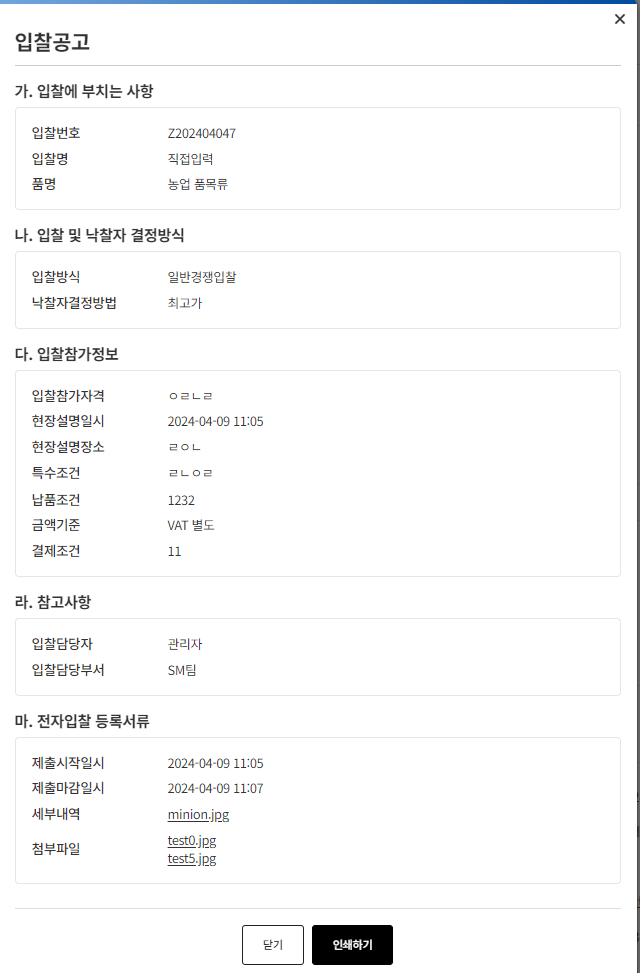 입찰공고
가. 입찰에 부치는 사항
입찰번호 Z202404047
입찰명 직접입력
품명 농업 품목류
나. 입찰 및 낙찰자 결정방식
입찰방식 일반경쟁입찰
낙찰자결정방법 최고가
다. 입찰참가정보
입찰참가자격 ㅇㄹㄴㄹ
현장설명일시 2024-04-09 11:05
현장설명장소 ㄹㅇㄴ
특수조건 ㄹㄴㅇㄹ
납품조건 1232
금액기준 VAT 별도
결제조건 11
라. 참고사항
입찰담당자 관리자
입찰담당부서 SM팀
마. 전자입찰 등록서류
제출시작일시 2024-04-09 11:05
제출마감일시 2024-04-09 11:07
세부내역 minion.jpg
첨부파일 test0.jpg
test5.jpg
닫기 인쇄하기